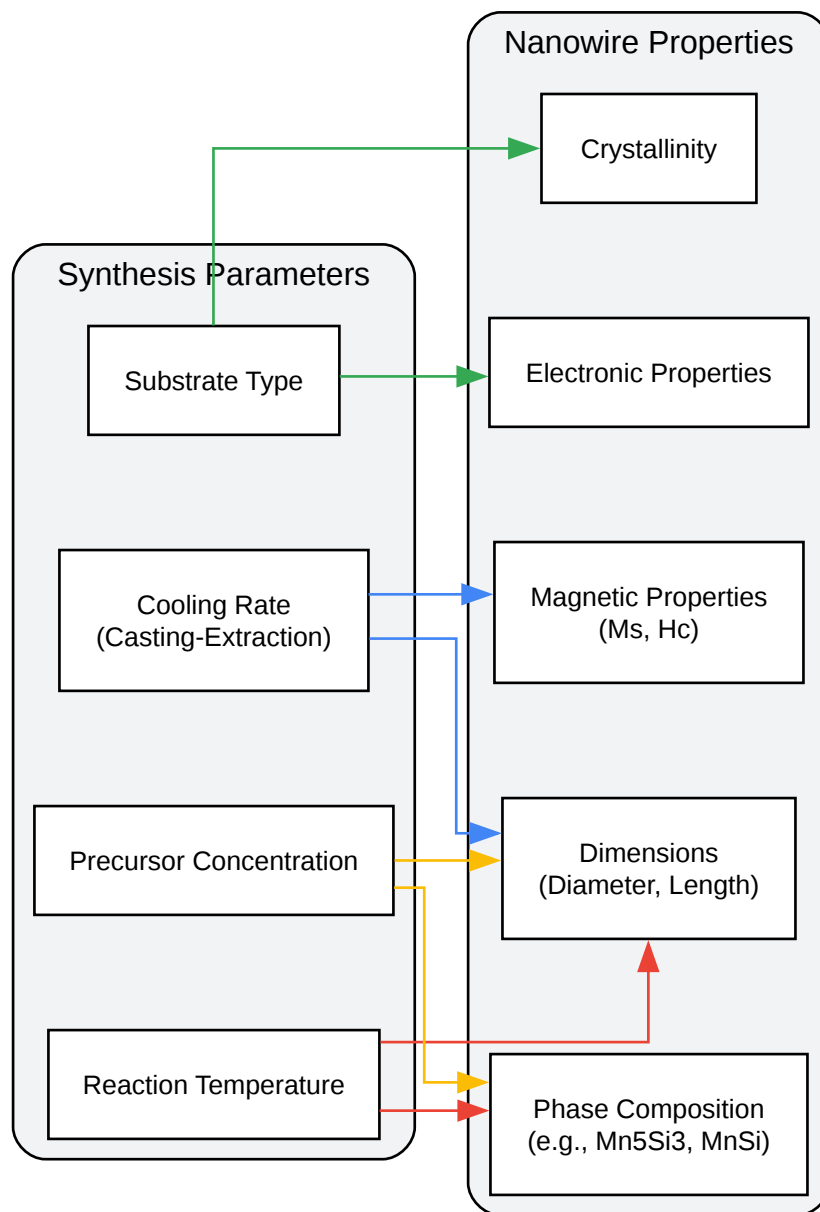 Nanowire Properties
Crystallinity
Synthesis Parameters
Substrate Type
Electronic Properties
Cooling Rate
(Casting-Extraction)
Magnetic Properties
(Ms, Hc)
Precursor Concentration
Dimensions
(Diameter, Length)
Reaction Temperature
Phase Composition
(e.g., Mn5Si3, MnSi)